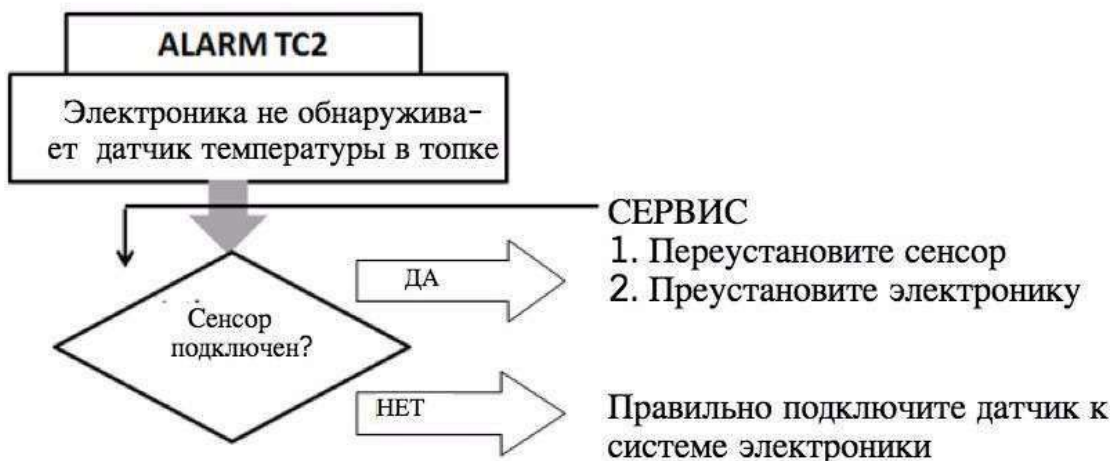 ALARM TC2
Электроника не обнаружива-
ет датчик температуры в топке
СЕРВИС
1. Переустановите сенсор
2. Преустановите электронику
ДА
Сенсор
подключен?
НЕТ
Правильно подключите датчик к
системе электроники